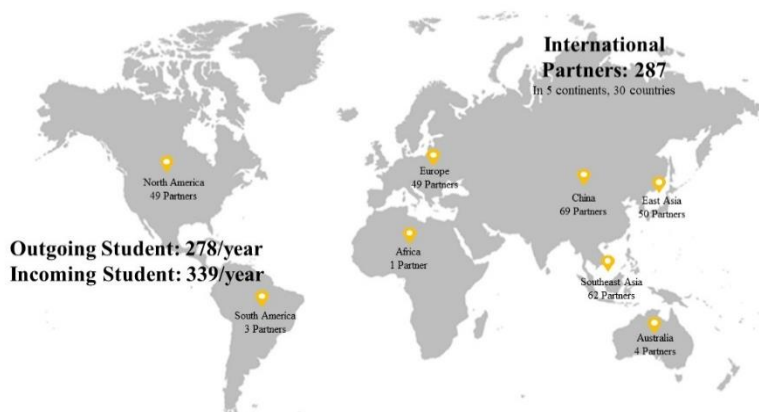 International
Partners: 287
In 5 continents, 30 countries
North America
49 Partners
Europe
49 Partners
China
69 Partners
East Asia
50 Partners
Outgoing Student: 278/year
Incoming Student: 339/year
Africa
1 Partner
Southeast Asia
62 Partners
South America
3 Partners
Australia
4 Partners